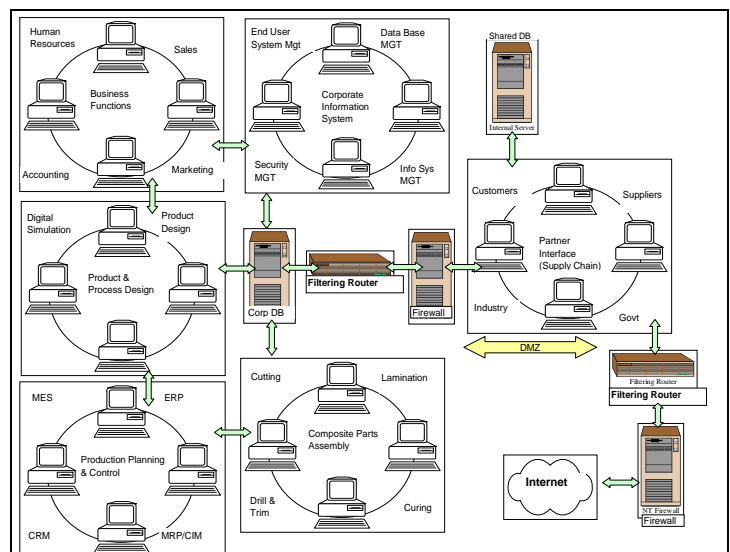 Human
Resources
Sales
Business
Functions
Accounting
Marketing
End User
System Mgt
Data Base
MGT
Corporate
Information
System
Security
MGT
Info Sys
MGT
Shared DB
Internal Server
Customers
Suppliers
Partner
Interface
(Supply Chain)
Industry
Govt
Digital
Simulation
Product
Design
Product &
Process Design
Corp DB
Filtering Router
Firewall
DMZ
Filtering Router
Filtering Router
MES
ERP
Production Planning
& Control
CRM
MRP/CIM
Cutting
Lamination
Composite Parts
Assembly
Drill &
Trim
Curing
Internet
NT Firewall
Firewall